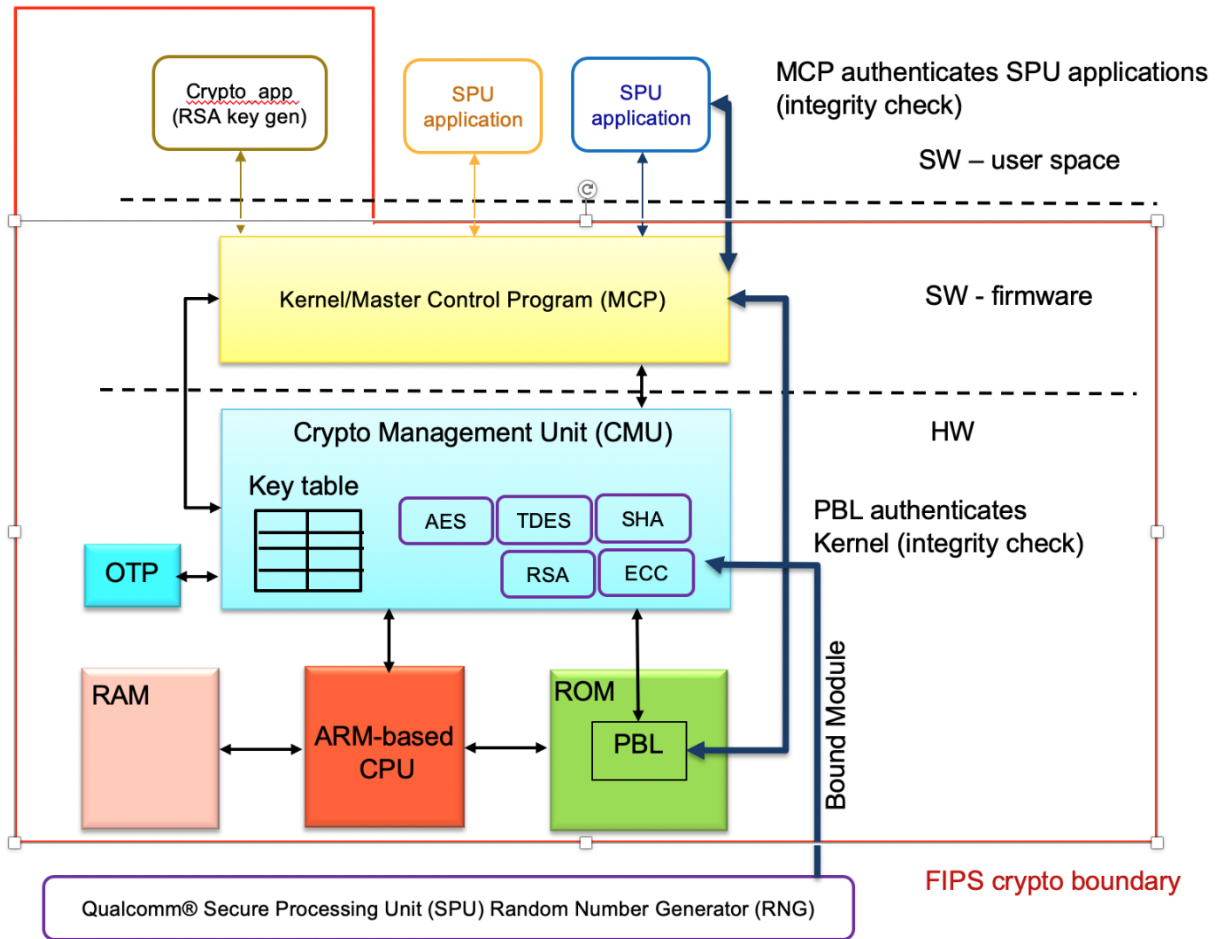 Crypto_app
(RSA key gen)
SPU
application
SPU
application
MCP authenticates SPU applications
(integrity check)
SW – user space
Kernel/Master Control Program (MCP)
SW - firmware
Crypto Management Unit (CMU)
HW
Key table
AES
TDES
SHA
RSA
ECC
PBL authenticates
Kernel (integrity check)
OTP
RAM
ARM-based
CPU
ROM
PBL
Bound Module
FIPS crypto boundary
Qualcomm® Secure Processing Unit (SPU) Random Number Generator (RNG)